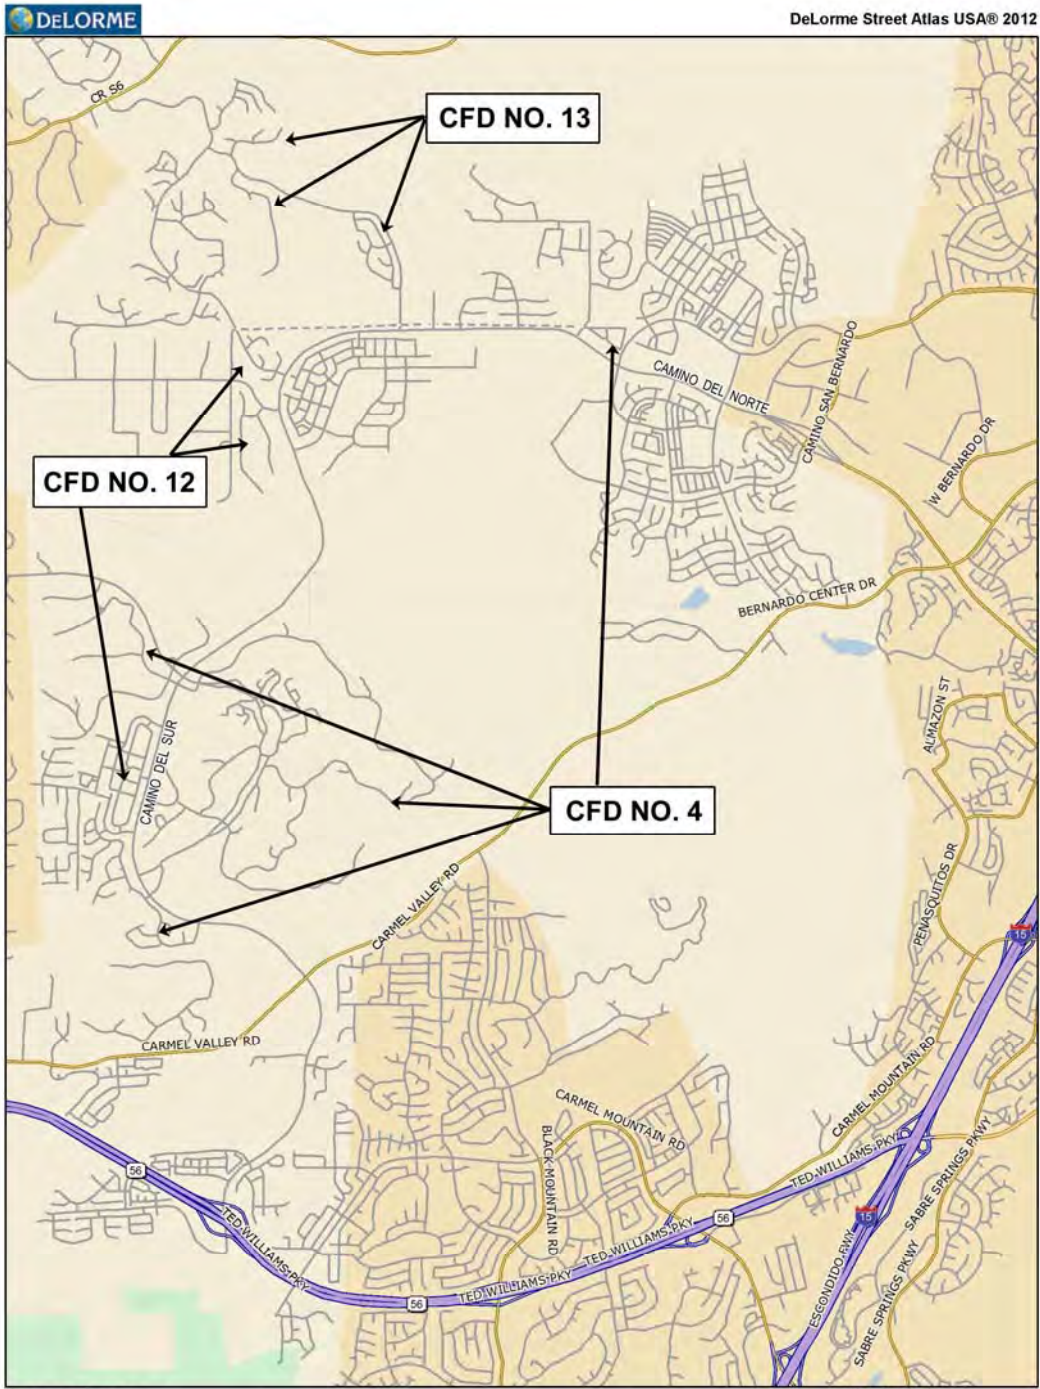 DELORME
DeLorme Street Atlas USA® 2012
CR S6
CFD NO. 13
CAMINO DEL NORTE
CAMINO SAN BERNARDO
W BERNARDO DR
CFD NO. 12
BERNARDO CENTER DR
ALMAZON ST
CAMINO DEL SUR
CFD NO. 4
PENASQUITOS DR
CARMEL VALLEY RD
15
CARMEL VALLEY RD
CARMEL MOUNTAIN RD
CARMEL MOUNTAIN RD
BLACK MOUNTAIN RD
TED WILLIAMS PKY
SABRE SPRINGS PKWY
56
TED WILLIAMS PKY
56
15
TED WILLIAMS PKY
ESCONDIDO FWY
SABRE SPRINGS PKWY
TED WILLIAMS PKY
56